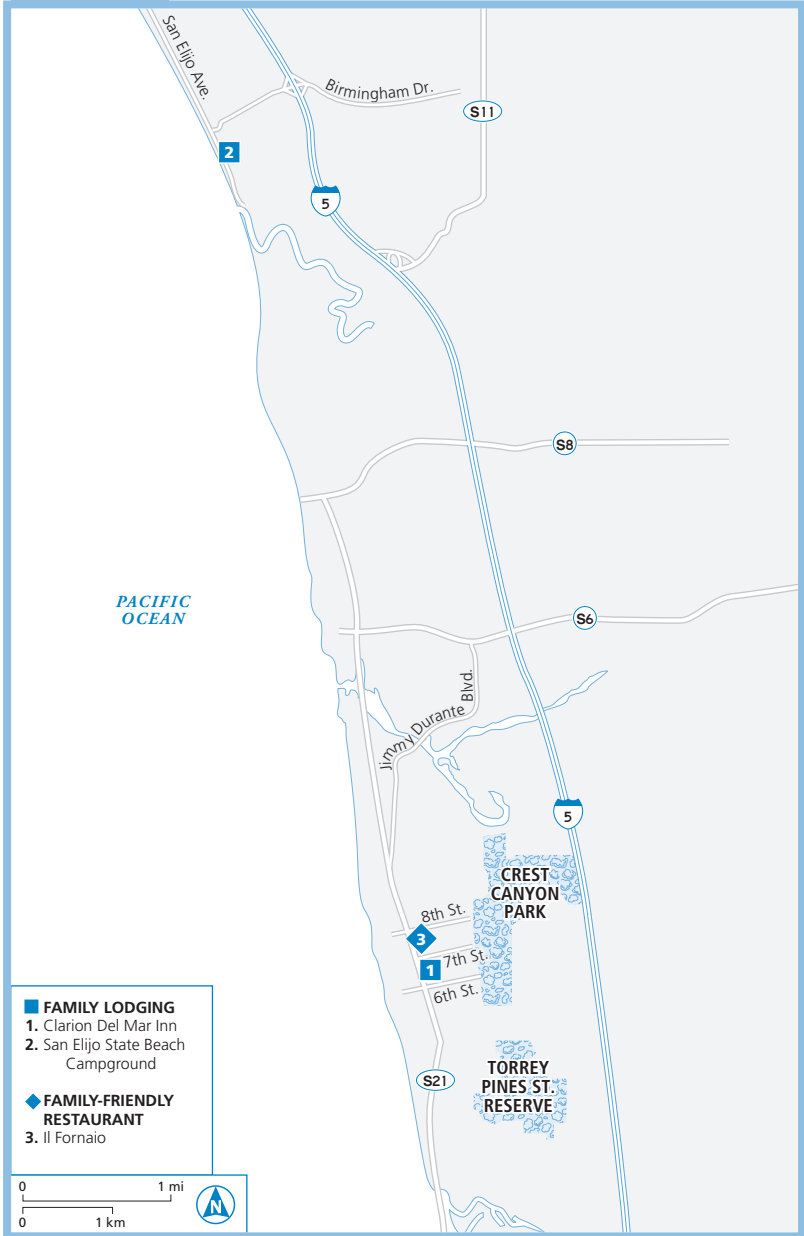 San Elijo Ave.
Birmingham Dr.
S11
2
5
S8
PACIFIC
OCEAN
S6
Jimmy Durante Blvd.
5
CREST
CANYON
PARK
8th St.
3
7th St.
1
6th St.
FAMILY LODGING
1. Clarion Del Mar Inn
2. San Elijo State Beach
Campground
FAMILY-FRIENDLY
RESTAURANT
3. Il Fornaio
TORREY
PINES ST.
RESERVE
S21
0 1 mi
N
0 1 km